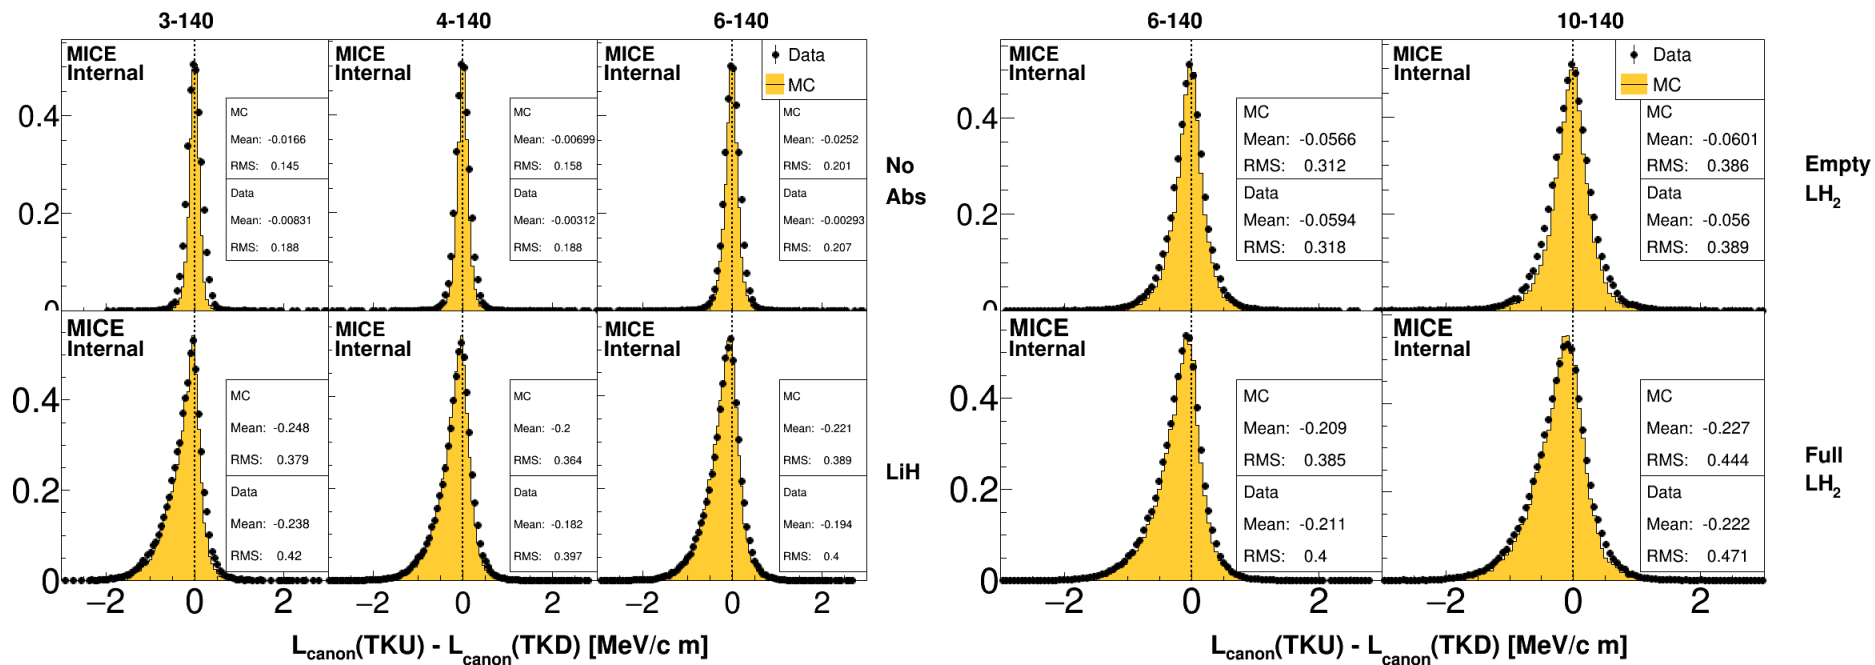 3-140 4-140 6-140
MICE
Internal
MICE
Internal
MICE
Internal
Data
MC
0.4
0.2
0
MC
Mean: -0.0166
RMS: 0.145
Data
Mean: -0.00831
RMS: 0.188
MC
Mean: -0.00699
RMS: 0.158
Data
Mean: -0.00312
RMS: 0.188
MC
Mean: -0.0252
RMS: 0.201
Data
Mean: -0.00293
RMS: 0.207
No
Abs
MICE
Internal
MICE
Internal
MICE
Internal
0.4
0.2
0
MC
Mean: -0.248
RMS: 0.379
Data
Mean: -0.238
RMS: 0.42
MC
Mean: -0.2
RMS: 0.364
Data
Mean: -0.182
RMS: 0.397
MC
Mean: -0.221
RMS: 0.389
Data
Mean: -0.194
RMS: 0.4
LiH
−2 0 2 −2 0 2 −2 0 2
Lcanon(TKU) - Lcanon(TKD) [MeV/c m]
6-140 10-140
MICE
Internal
MICE
Internal
Data
MC
0.4
0.2
0
MC
Mean: -0.0566
RMS: 0.312
Data
Mean: -0.0594
RMS: 0.318
MC
Mean: -0.0601
RMS: 0.386
Data
Mean: -0.056
RMS: 0.389
Empty
LH2
MICE
Internal
MICE
Internal
0.4
0.2
0
MC
Mean: -0.209
RMS: 0.385
Data
Mean: -0.211
RMS: 0.4
MC
Mean: -0.227
RMS: 0.444
Data
Mean: -0.222
RMS: 0.471
Full
LH2
−2 0 2 −2 0 2
Lcanon(TKU) - Lcanon(TKD) [MeV/c m]